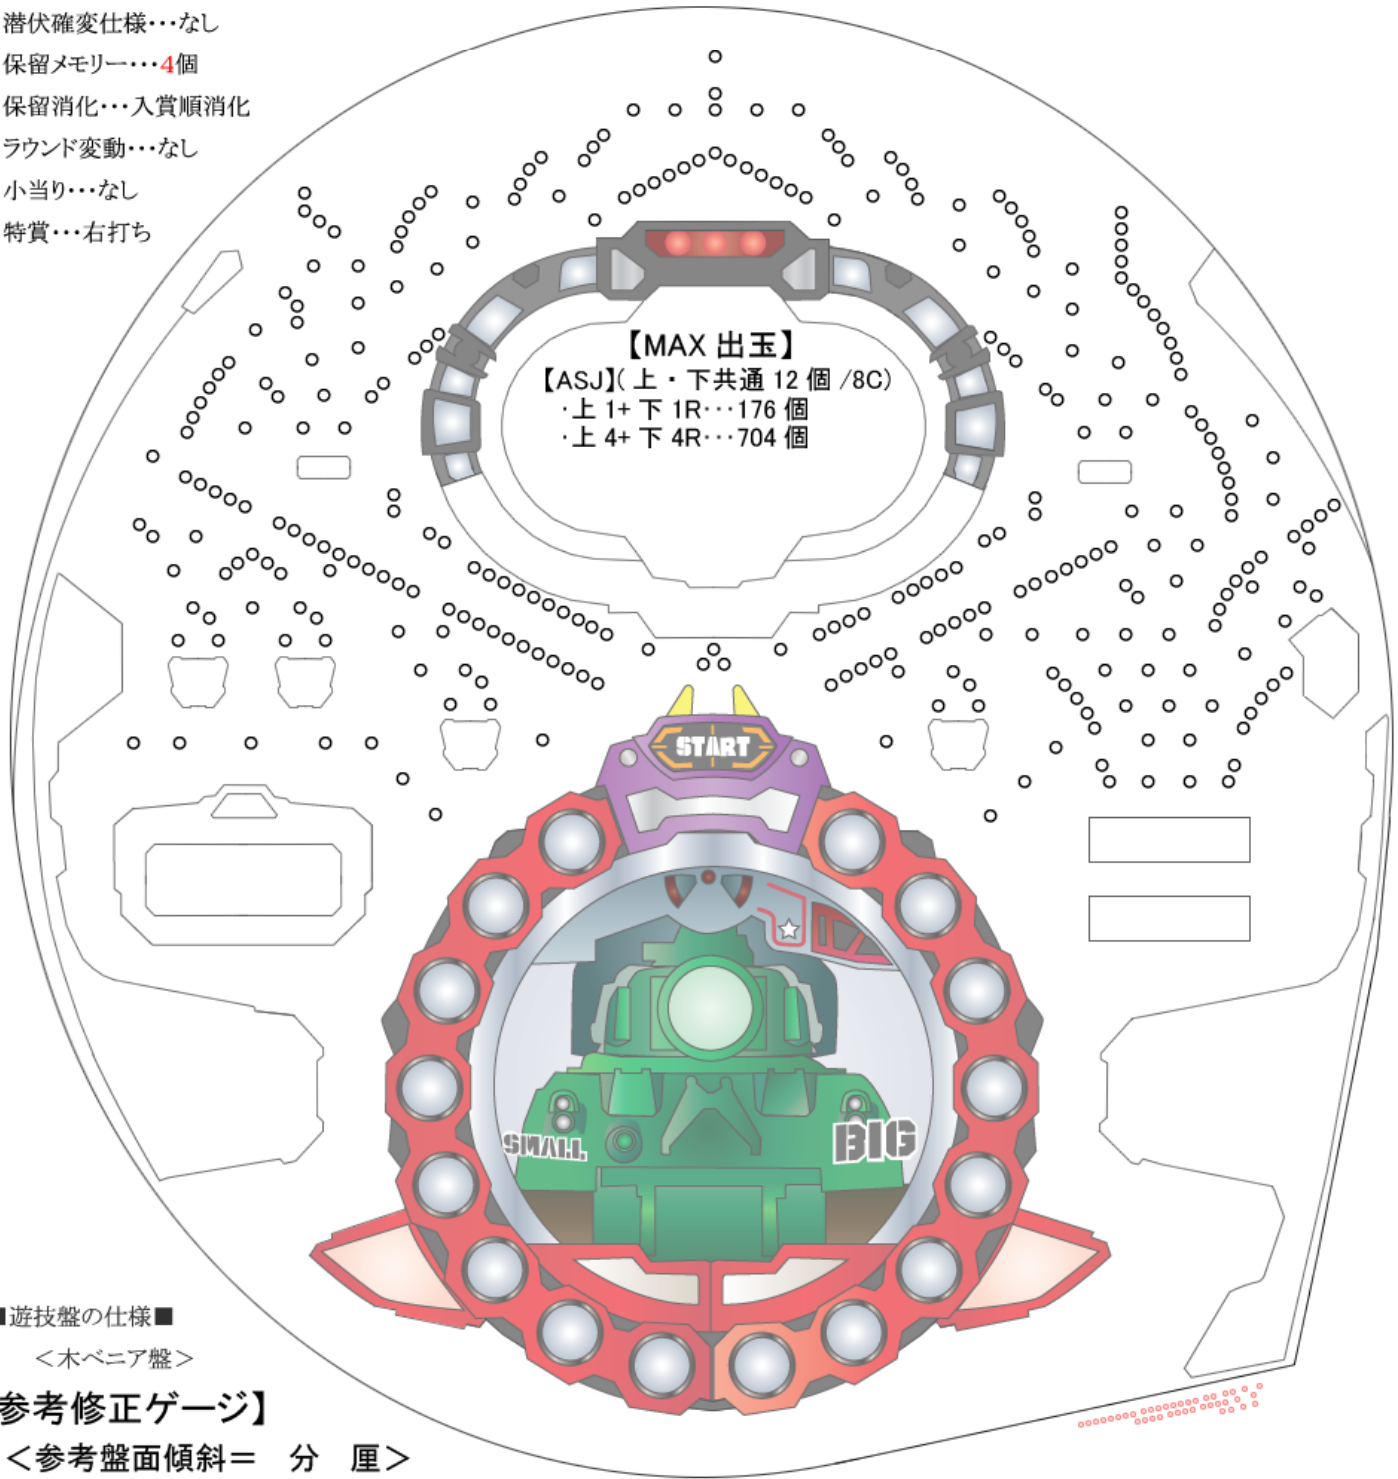 潜伏確変仕様･･･なし
保留メモリー･･･4個
保留消化･･･入賞順消化
ラウンド変動･･･なし
小当り･･･なし
特賞･･･右打ち
【MAX 出玉】
【ASJ】( 上・下共通 12 個 /8C)
･上 1+ 下 1R･･･176 個
･上 4+ 下 4R･･･704 個
START
SMALL
BIG
■遊技盤の仕様■
＜木ベニア盤＞
参考修正ゲージ】
＜参考盤面傾斜＝　分　厘＞